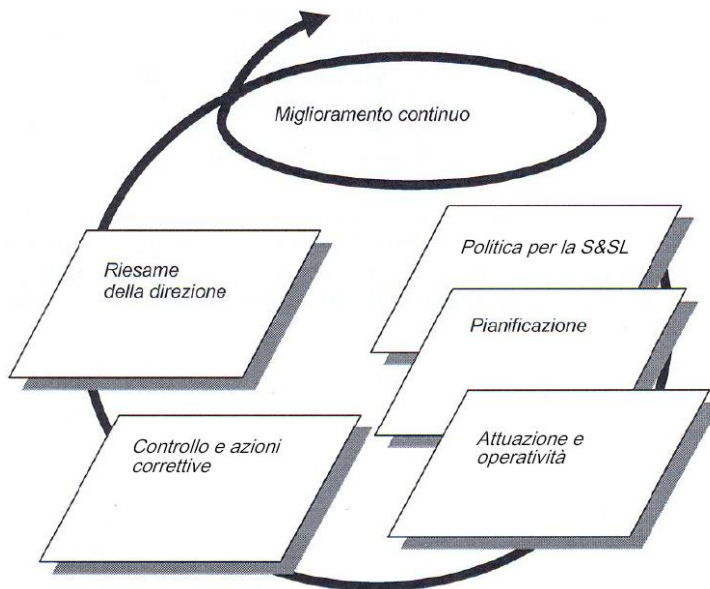 Miglioramento continuo
Politica per la S&SL
Pianificazione
Attuazione e
operatività
Controllo e azioni
correttive
Riesame
della direzione